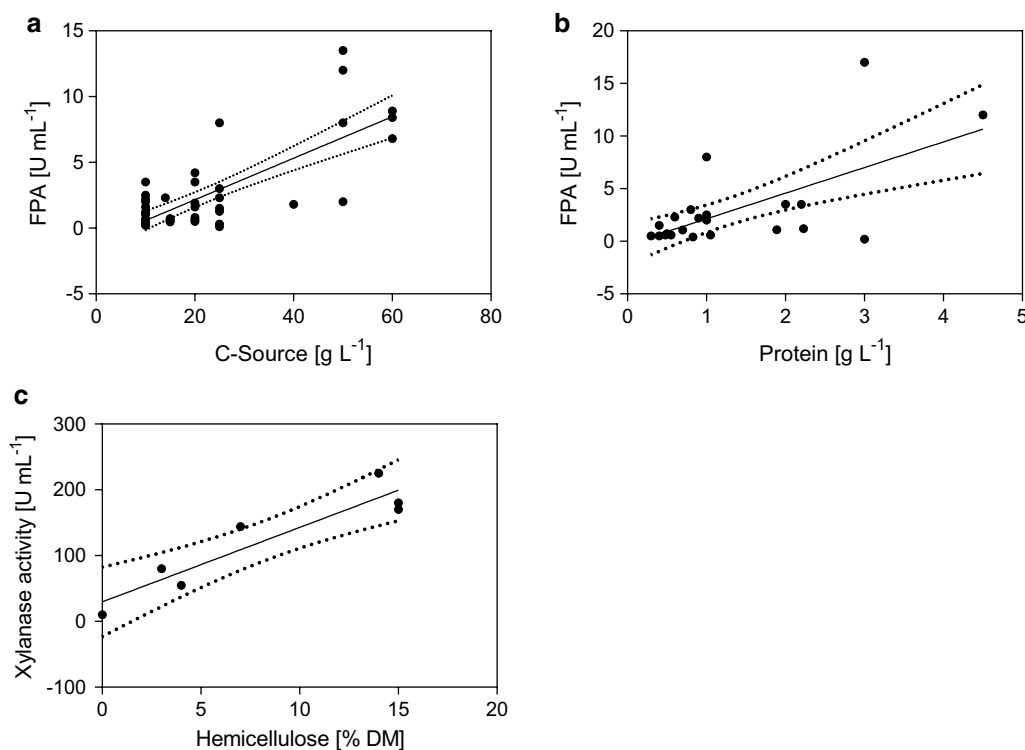 a
FPA [U mL⁻¹]
15
10
5
0
-5
0 20 40 60 80
C-Source [g L⁻¹]
b
FPA [U mL⁻¹]
20
15
10
5
0
-5
0 1 2 3 4 5
Protein [g L⁻¹]
c
Xylanase activity [U mL⁻¹]
300
200
100
0
-100
0 5 10 15 20
Hemicellulose [% DM]